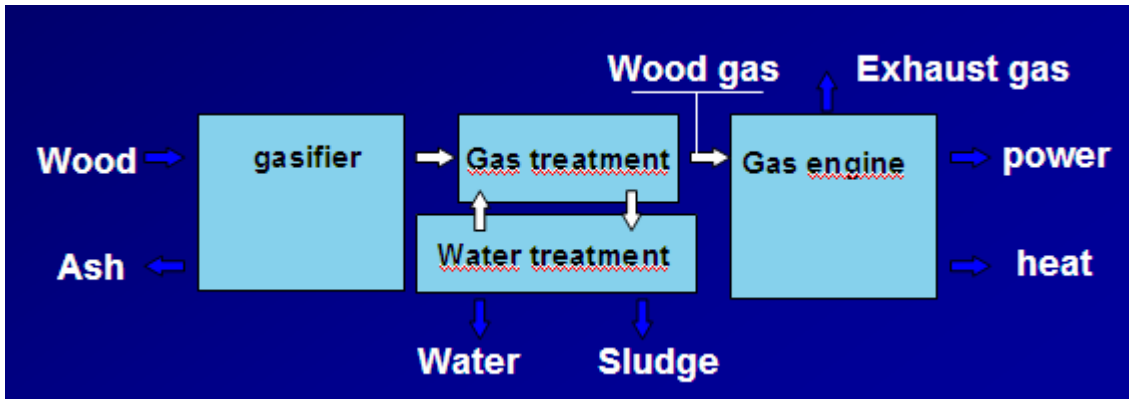 Wood gas
Exhaust gas
Wood
gasifier
Gas treatment
Gas engine
power
Ash
Water treatment
heat
Water
Sludge